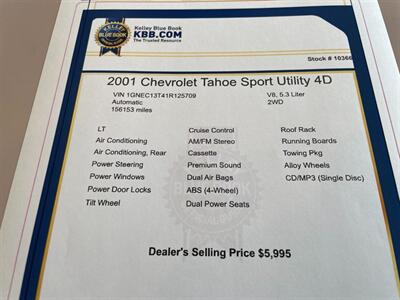 Kelley Blue Book
KBB.COM
The Trusted Resource
KELLEY
BLUE BOOK
Stock # 10366
2001 Chevrolet Tahoe Sport Utility 4D
VIN 1GNEC13T41R125709
V8, 5.3 Liter
Automatic
2WD
156153 miles
LT
Cruise Control
Roof Rack
Air Conditioning
AM/FM Stereo
Running Boards
Air Conditioning, Rear
Cassette
Towing Pkg
Power Steering
Premium Sound
Alloy Wheels
Power Windows
Dual Air Bags
CD/MP3 (Single Disc)
Power Door Locks
ABS (4-Wheel)
Tilt Wheel
Dual Power Seats
Dealer's Selling Price $5,995